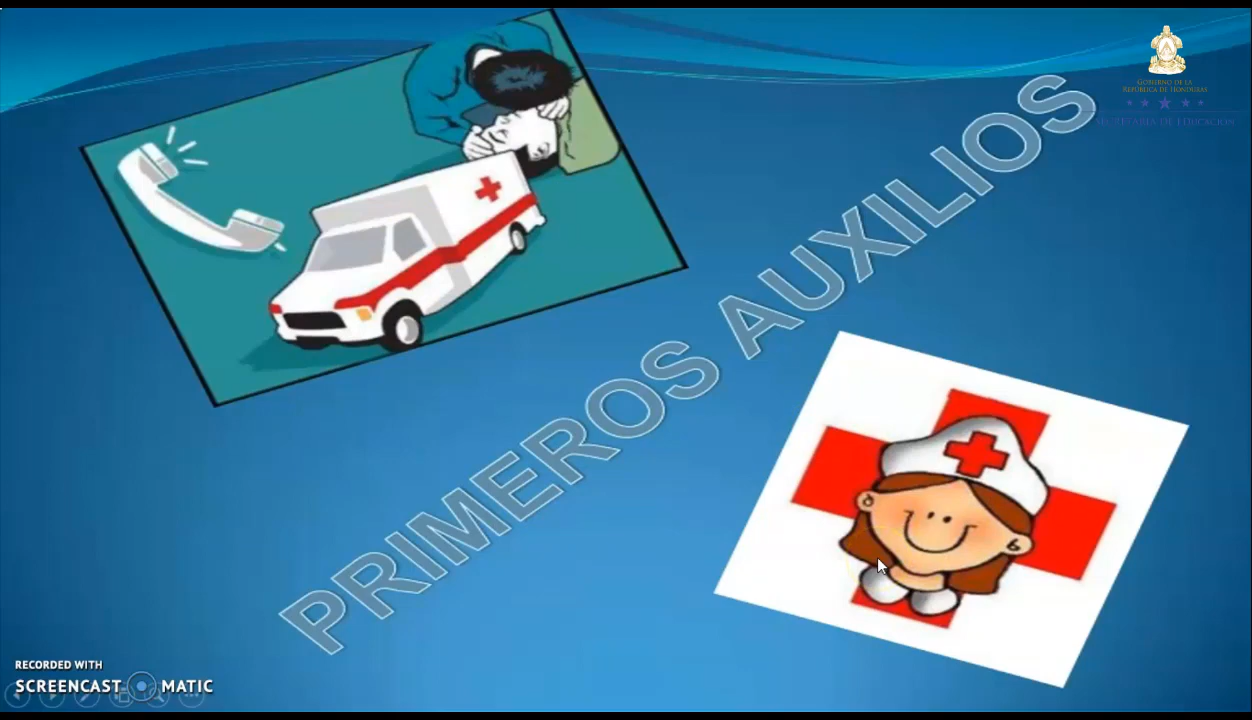 GOBIERNO DE LA
REPÚBLICA DE HONDURAS
SECRETARÍA DE EDUCACIÓN
PRIMEROS AUXILIOS
RECORDED WITH
SCREENCAST MATIC